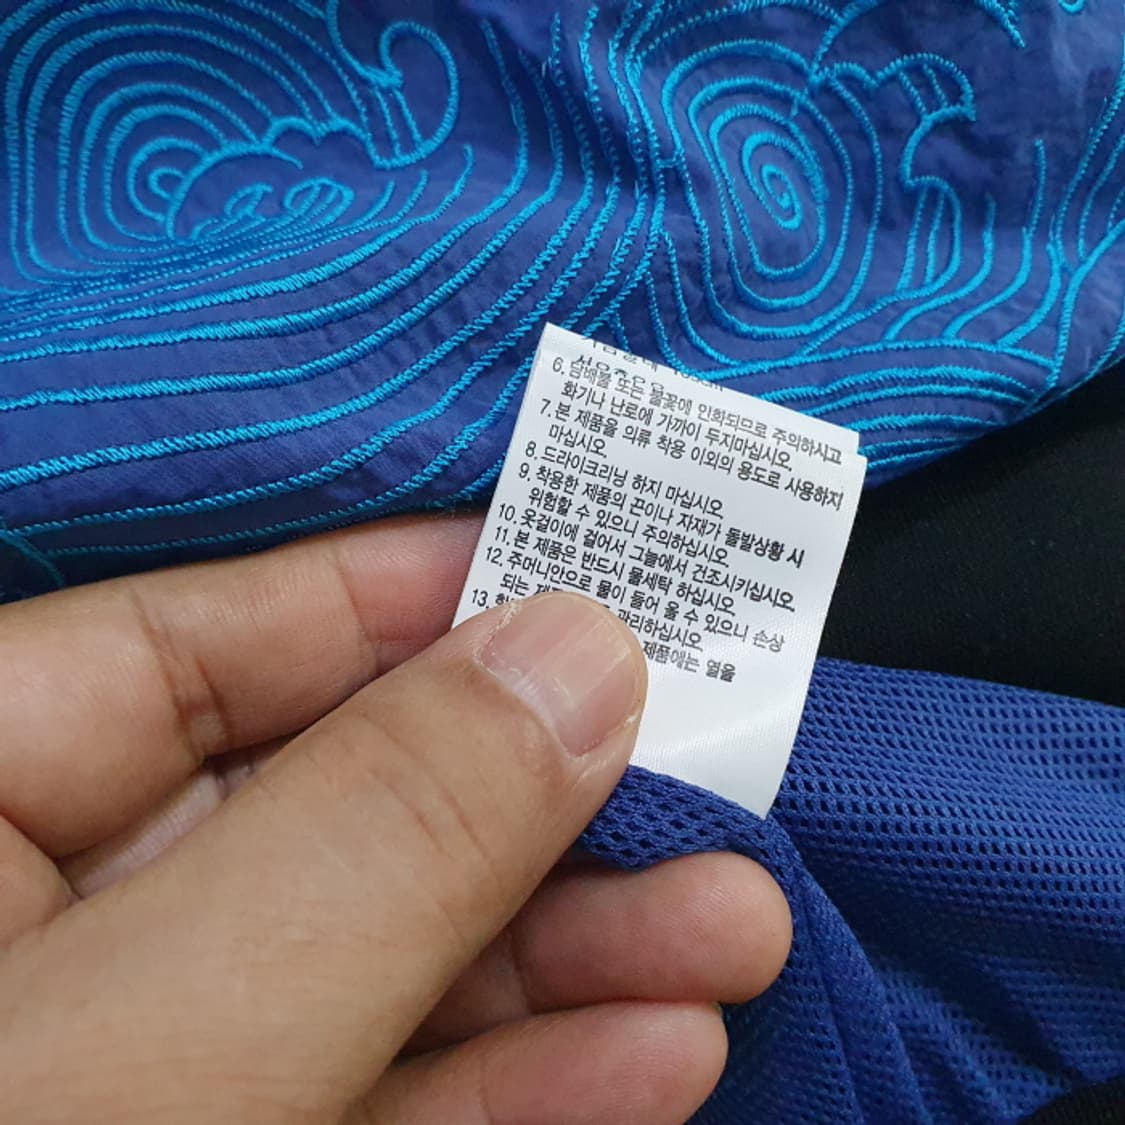 6. 담배불 또는 불꽃에 인화되므로 주의하시고
화기나 난로에 가까이 두지마십시오.
7. 본 제품을 의류 착용 이외의 용도로 사용하지
마십시오.
8. 드라이크리닝 하지 마십시오
9. 착용한 제품의 끈이나 자재가 돌발상황 시
위험할 수 있으니 주의하십시오.
10. 옷걸이에 걸어서 그늘에서 건조시키십시오.
11. 본 제품은 반드시 물세탁 하십시오
12. 주머니안으로 물이 들어 올 수 있으니 손상
되는 관리하십시오.
13. 제품에는 열을